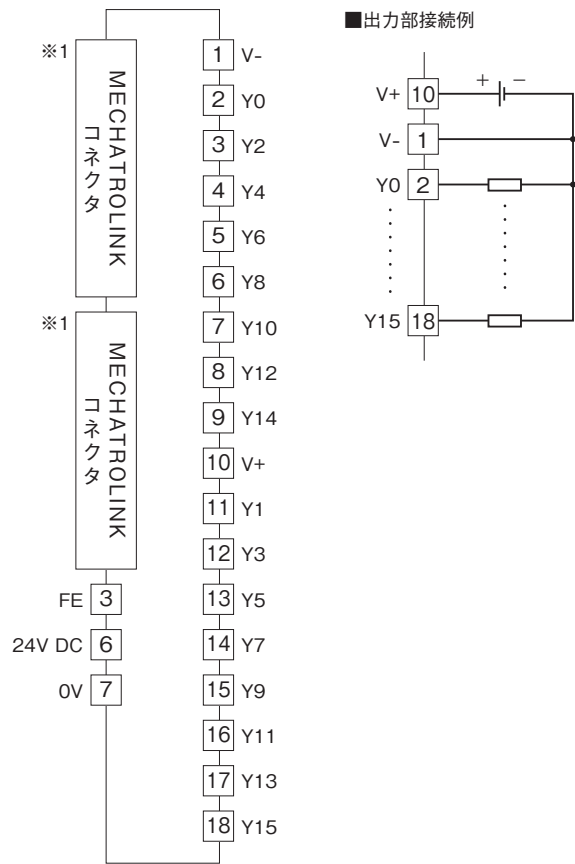 ※1
MECHATROLINK
コネクタ
※1
MECHATROLINK
コネクタ
FE 3
24V DC 6
0V 7
1 V-
2 Y0
3 Y2
4 Y4
5 Y6
6 Y8
7 Y10
8 Y12
9 Y14
10 V+
11 Y1
12 Y3
13 Y5
14 Y7
15 Y9
16 Y11
17 Y13
18 Y15
■出力部接続例
V+ 10 + −
V- 1
Y0 2
Y15 18